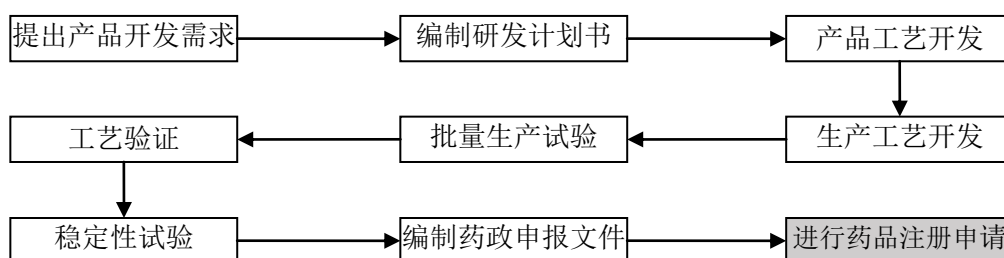 提出产品开发需求
编制研发计划书
产品工艺开发
生产工艺开发
批量生产试验
工艺验证
稳定性试验
编制药政申报文件
进行药品注册申请